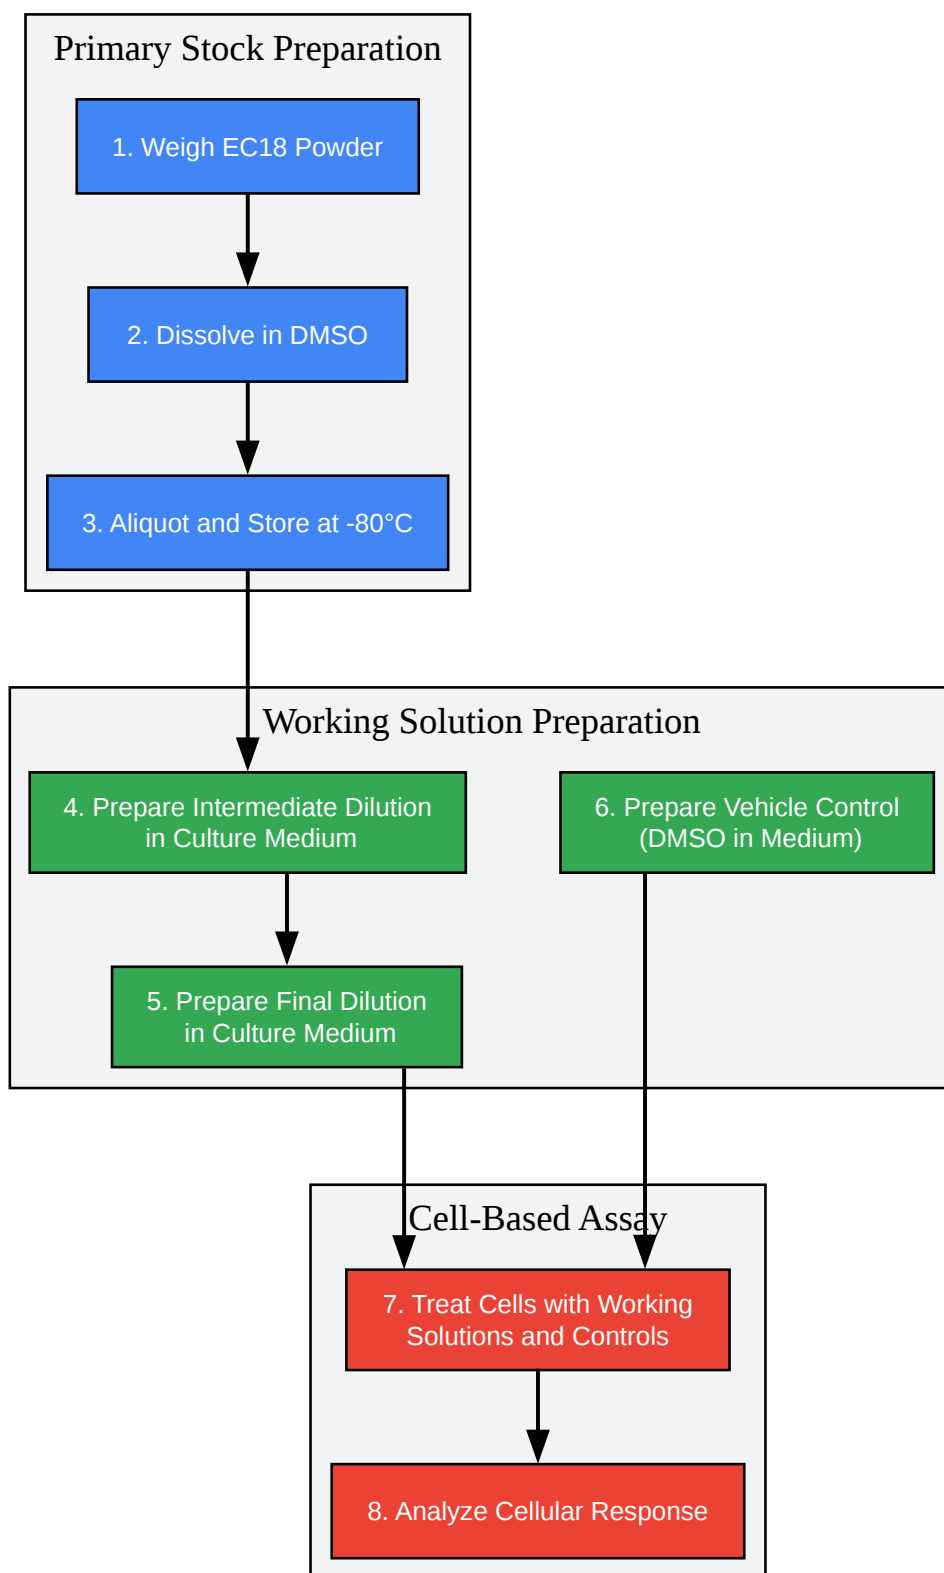 Primary Stock Preparation
1. Weigh EC18 Powder
2. Dissolve in DMSO
3. Aliquot and Store at -80°C
Working Solution Preparation
4. Prepare Intermediate Dilution
in Culture Medium
6. Prepare Vehicle Control
(DMSO in Medium)
5. Prepare Final Dilution
in Culture Medium
Cell-Based Assay
7. Treat Cells with Working
Solutions and Controls
8. Analyze Cellular Response